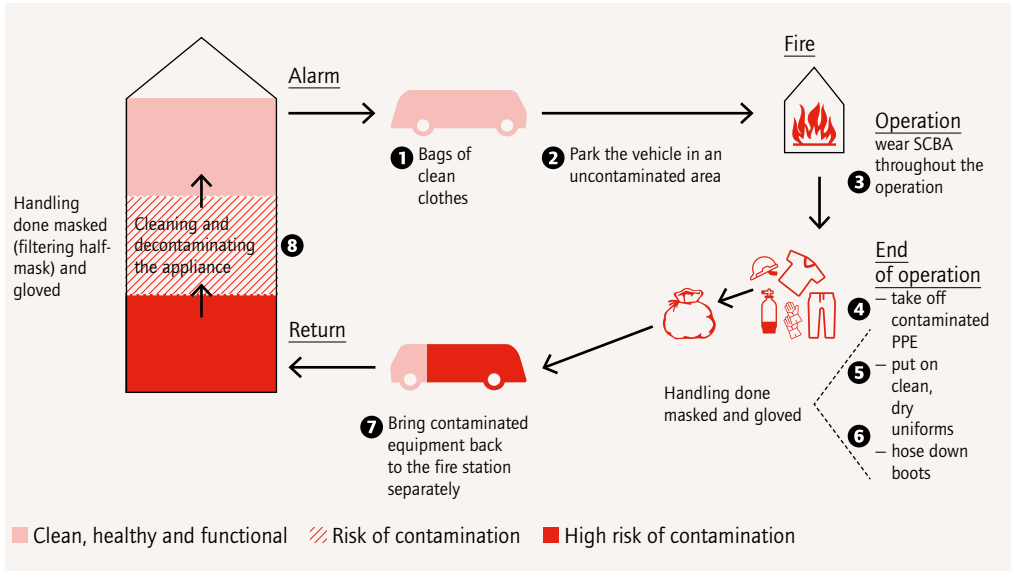 Alarm
Fire
1 Bags of
clean
clothes
2 Park the vehicle in an
uncontaminated area
Operation
wear SCBA
throughout the
3 operation
End
of operation
4 – take off
contaminated
PPE
5 – put on
clean,
dry
uniforms
6 – hose down
boots
Handling done
masked and gloved
Return
7 Bring contaminated
equipment back
to the fire station
separately
Handling
done masked
(filtering half-
mask) and
gloved
Cleaning and
decontaminating
the appliance
8
Clean, healthy and functional
Risk of contamination
High risk of contamination